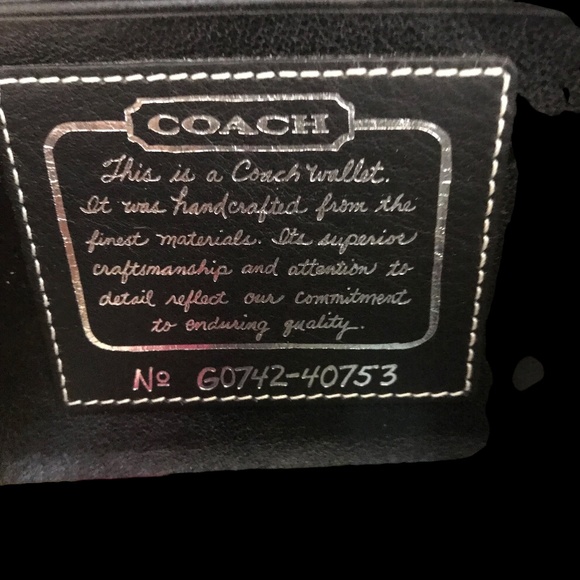 COACH
This is a Coach wallet.
It was handcrafted from the
finest materials. Its superior
craftsmanship and attention to
detail reflect our commitment
to enduring quality.
Nº G0742-40753